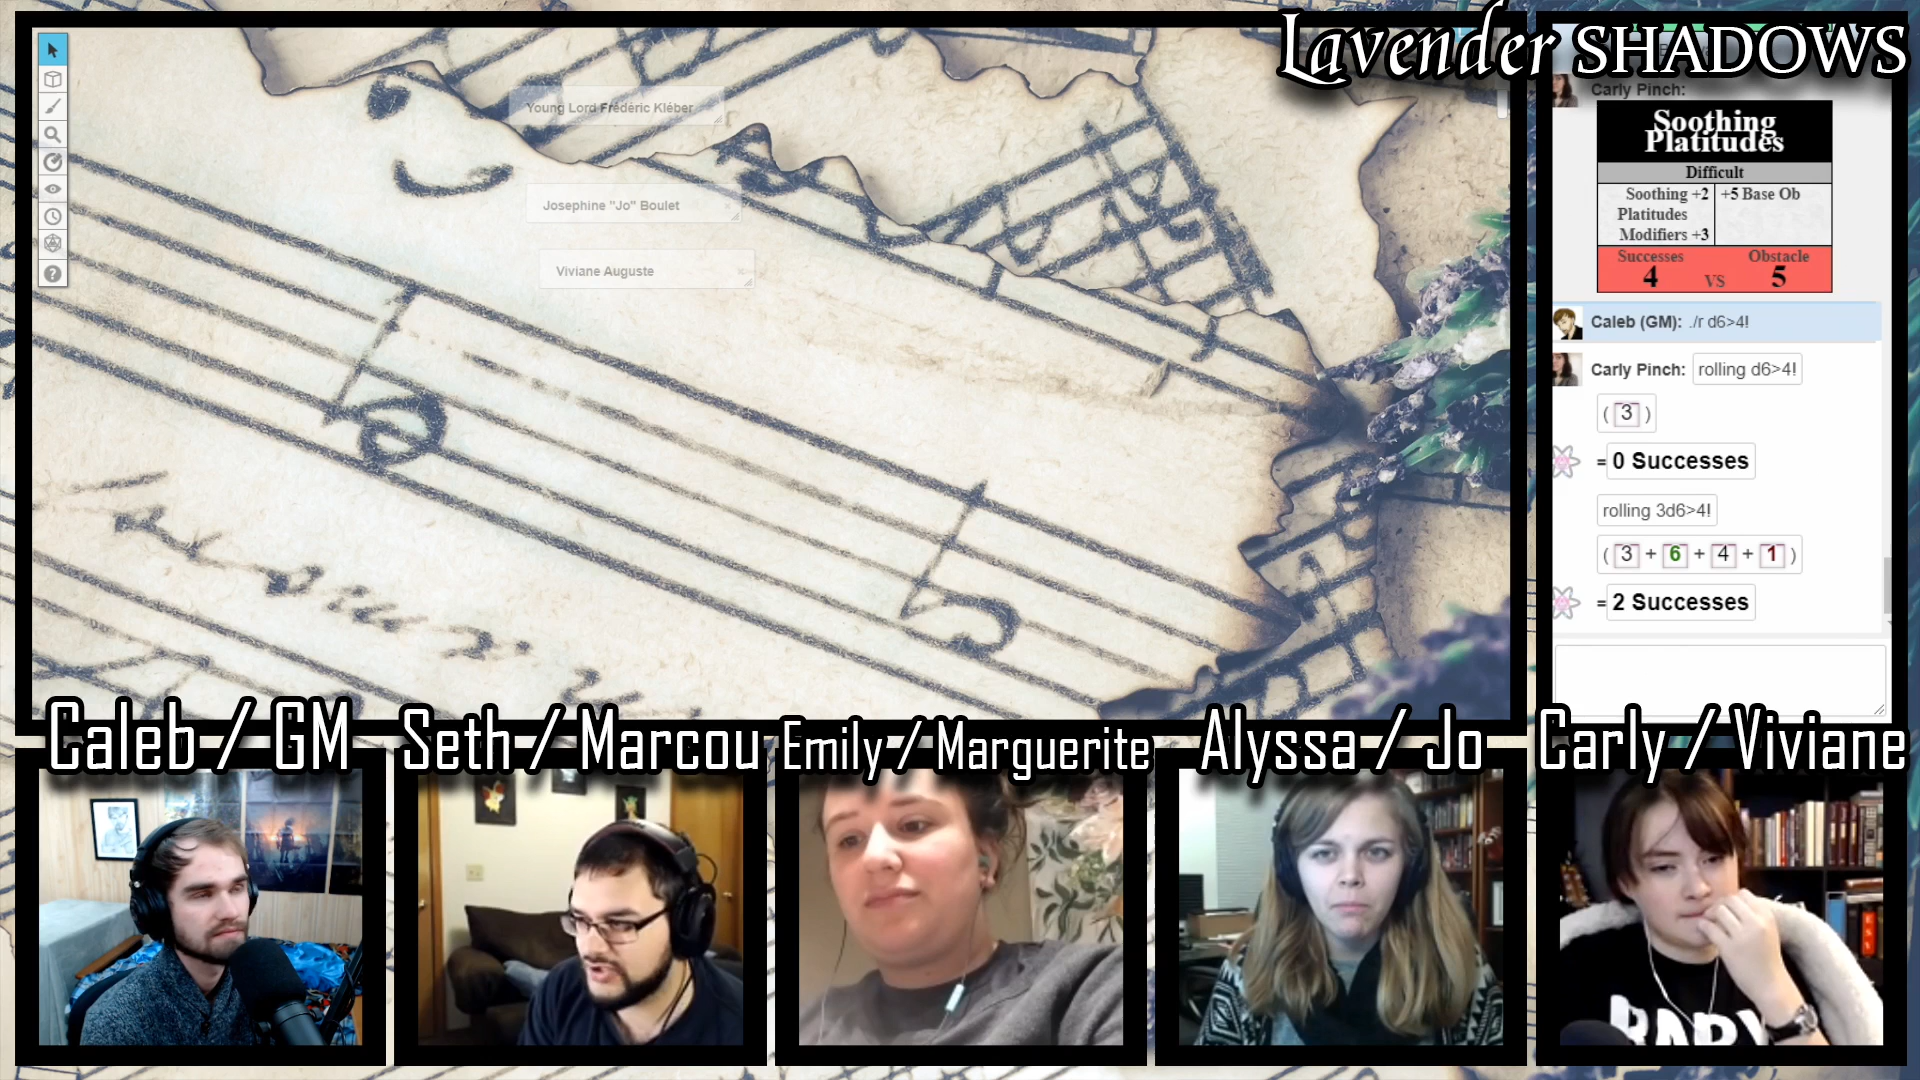 Lavender SHADOWS
Young Lord Frédéric Kléber
Josephine "Jo" Boulet
Viviane Auguste
Carly Pinch:
Soothing
Platitudes
Difficult
Soothing +2
Platitudes
Modifiers +3
+5 Base Ob
Successes
4
VS
Obstacle
5
Caleb (GM): ./r d6>4!
Carly Pinch: rolling d6>4!
( 3 )
= 0 Successes
rolling 3d6>4!
( 3 + 6 + 4 + 1 )
= 2 Successes
Caleb / GM
Seth / Marcou
Emily / Marguerite
Alyssa / Jo
Carly / Viviane